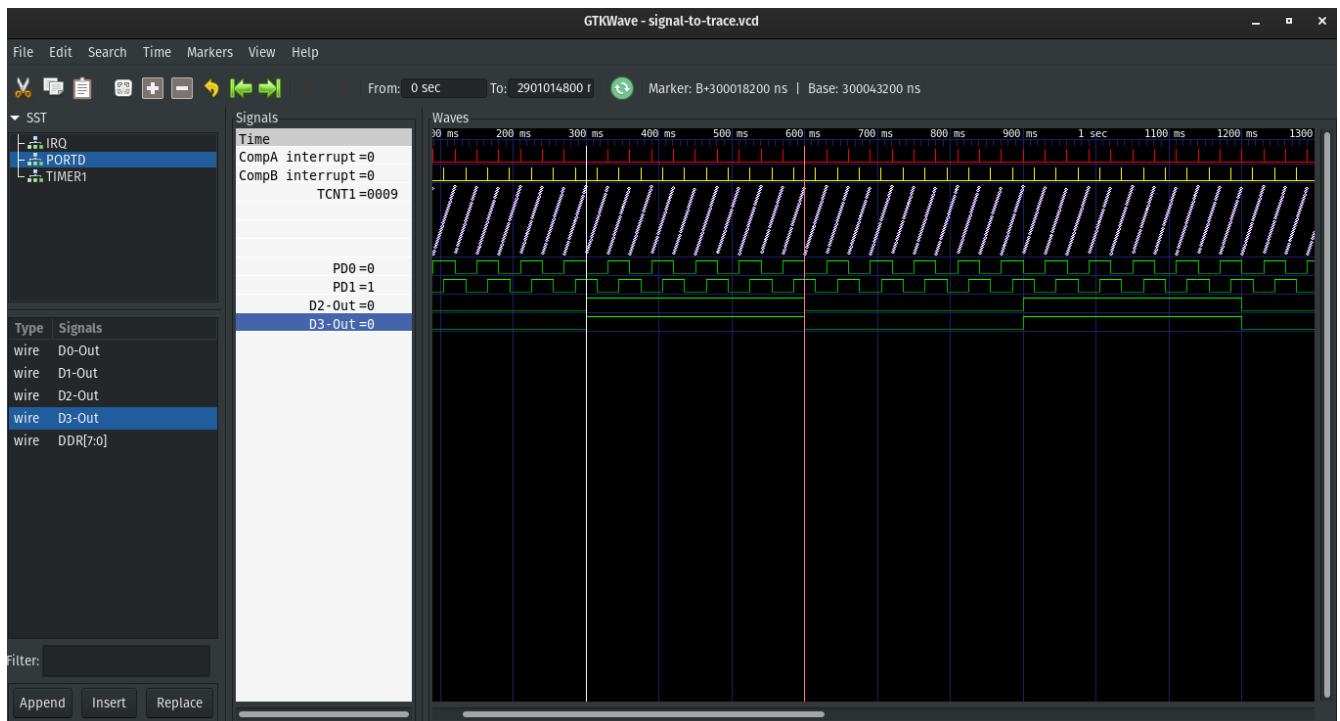 GTKWave - signal-to-trace.vcd
File Edit Search Time Markers View Help
From: 0 sec To: 2901014800 r Marker: B+300018200 ns | Base: 300043200 ns
SST
IRQ
PORTD
TIMER1
Type Signals
wire D0-Out
wire D1-Out
wire D2-Out
wire D3-Out
wire DDR[7:0]
Filter:
Append Insert Replace
Signals
Time
CompA interrupt=0
CompB interrupt=0
TCNT1=0009
PD0=0
PD1=1
D2-Out=0
D3-Out=0
Waves
00 ms 200 ms 300 ms 400 ms 500 ms 600 ms 700 ms 800 ms 900 ms 1 sec 1100 ms 1200 ms 1300